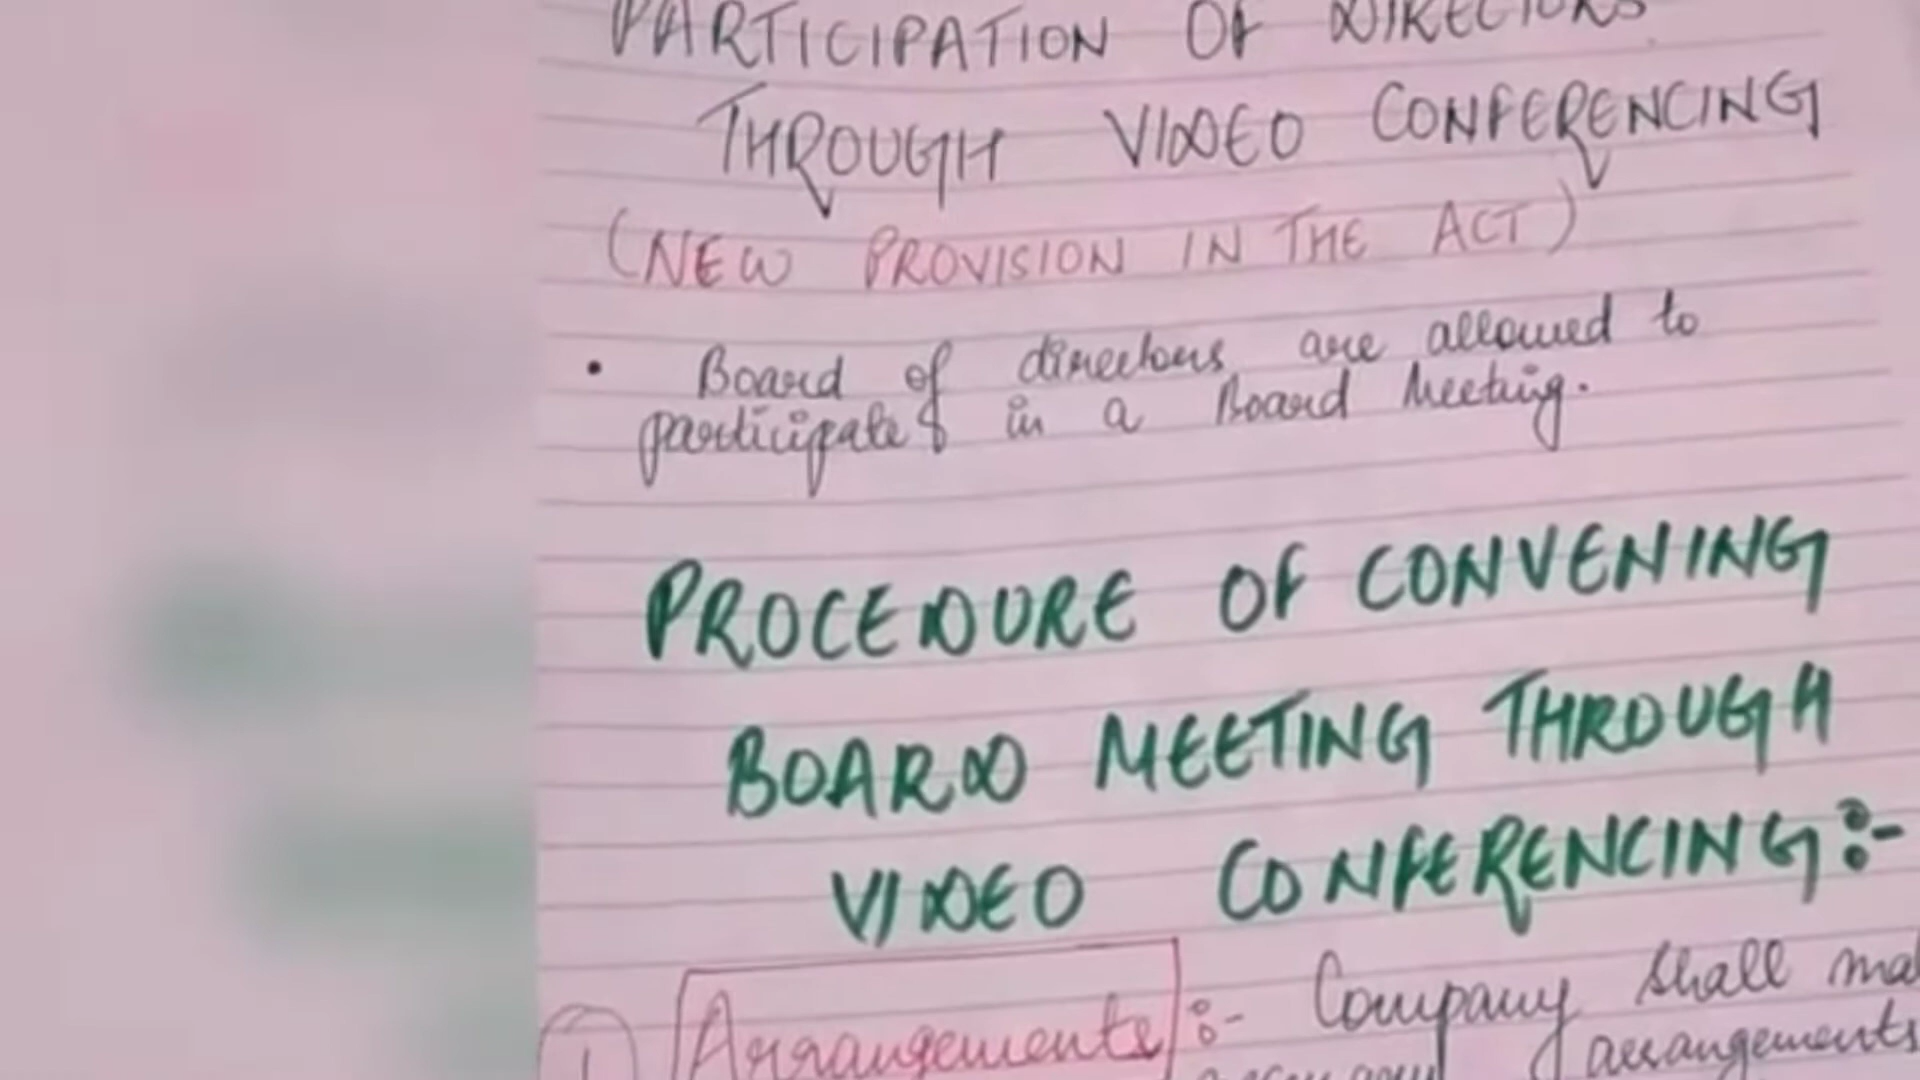 PARTICIPATION OF DIRECTORS
THROUGH VIDEO CONFERENCING
(NEW PROVISION IN THE ACT)
• Board of directors are allowed to
participate in a Board Meeting.
PROCEDURE OF CONVENING
BOARD MEETING THROUGH
VIDEO CONFERENCING:-
1 Arrangements :- Company shall
arrangements